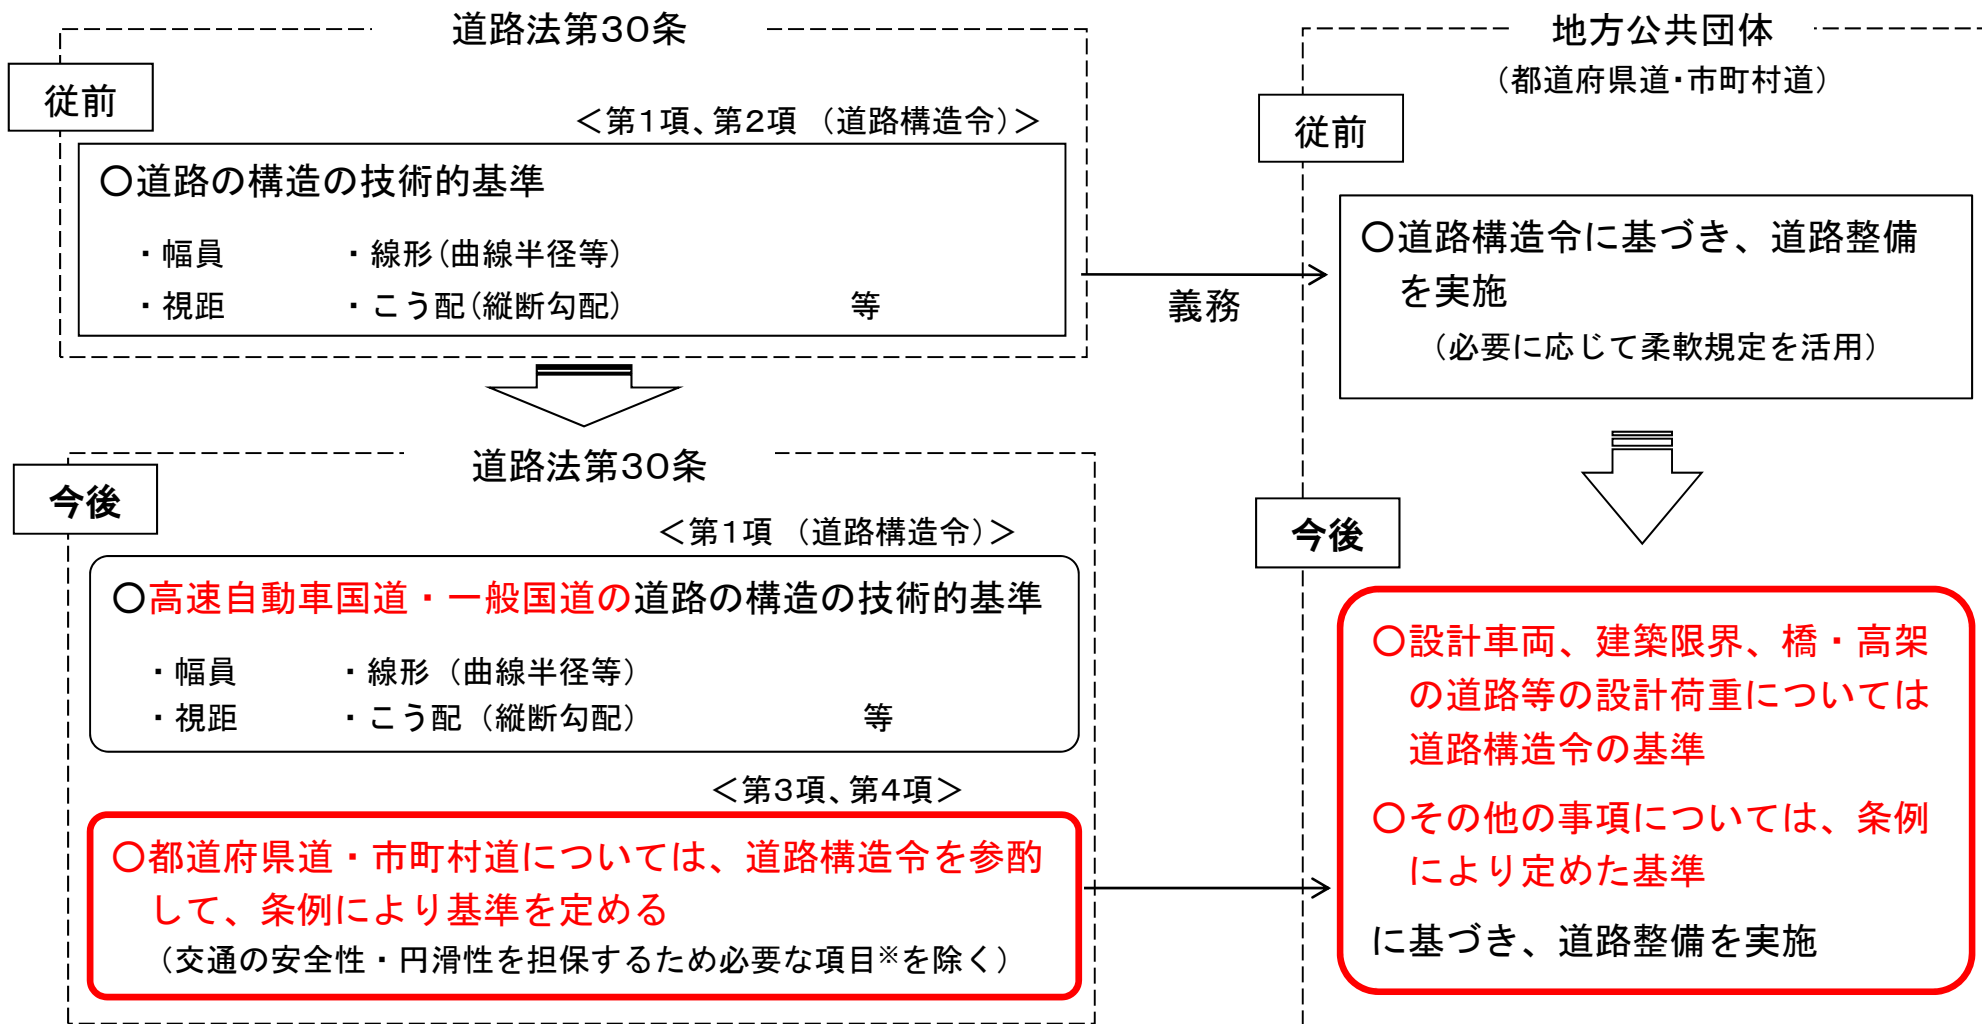 道路法第30条
従前
＜第1項、第2項 （道路構造令）＞
○道路の構造の技術的基準
・幅員 ・線形（曲線半径等）
・視距 ・こう配（縦断勾配） 等
義務
地方公共団体
（都道府県道・市町村道）
従前
○道路構造令に基づき、道路整備
を実施
（必要に応じて柔軟規定を活用）
道路法第30条
今後
＜第1項 （道路構造令）＞
○高速自動車国道・一般国道の道路の構造の技術的基準
・幅員 ・線形（曲線半径等）
・視距 ・こう配（縦断勾配） 等
＜第3項、第4項＞
○都道府県道・市町村道については、道路構造令を参酌
して、条例により基準を定める
（交通の安全性・円滑性を担保するため必要な項目※を除く）
今後
○設計車両、建築限界、橋・高架
の道路等の設計荷重については
道路構造令の基準
○その他の事項については、条例
により定めた基準
に基づき、道路整備を実施